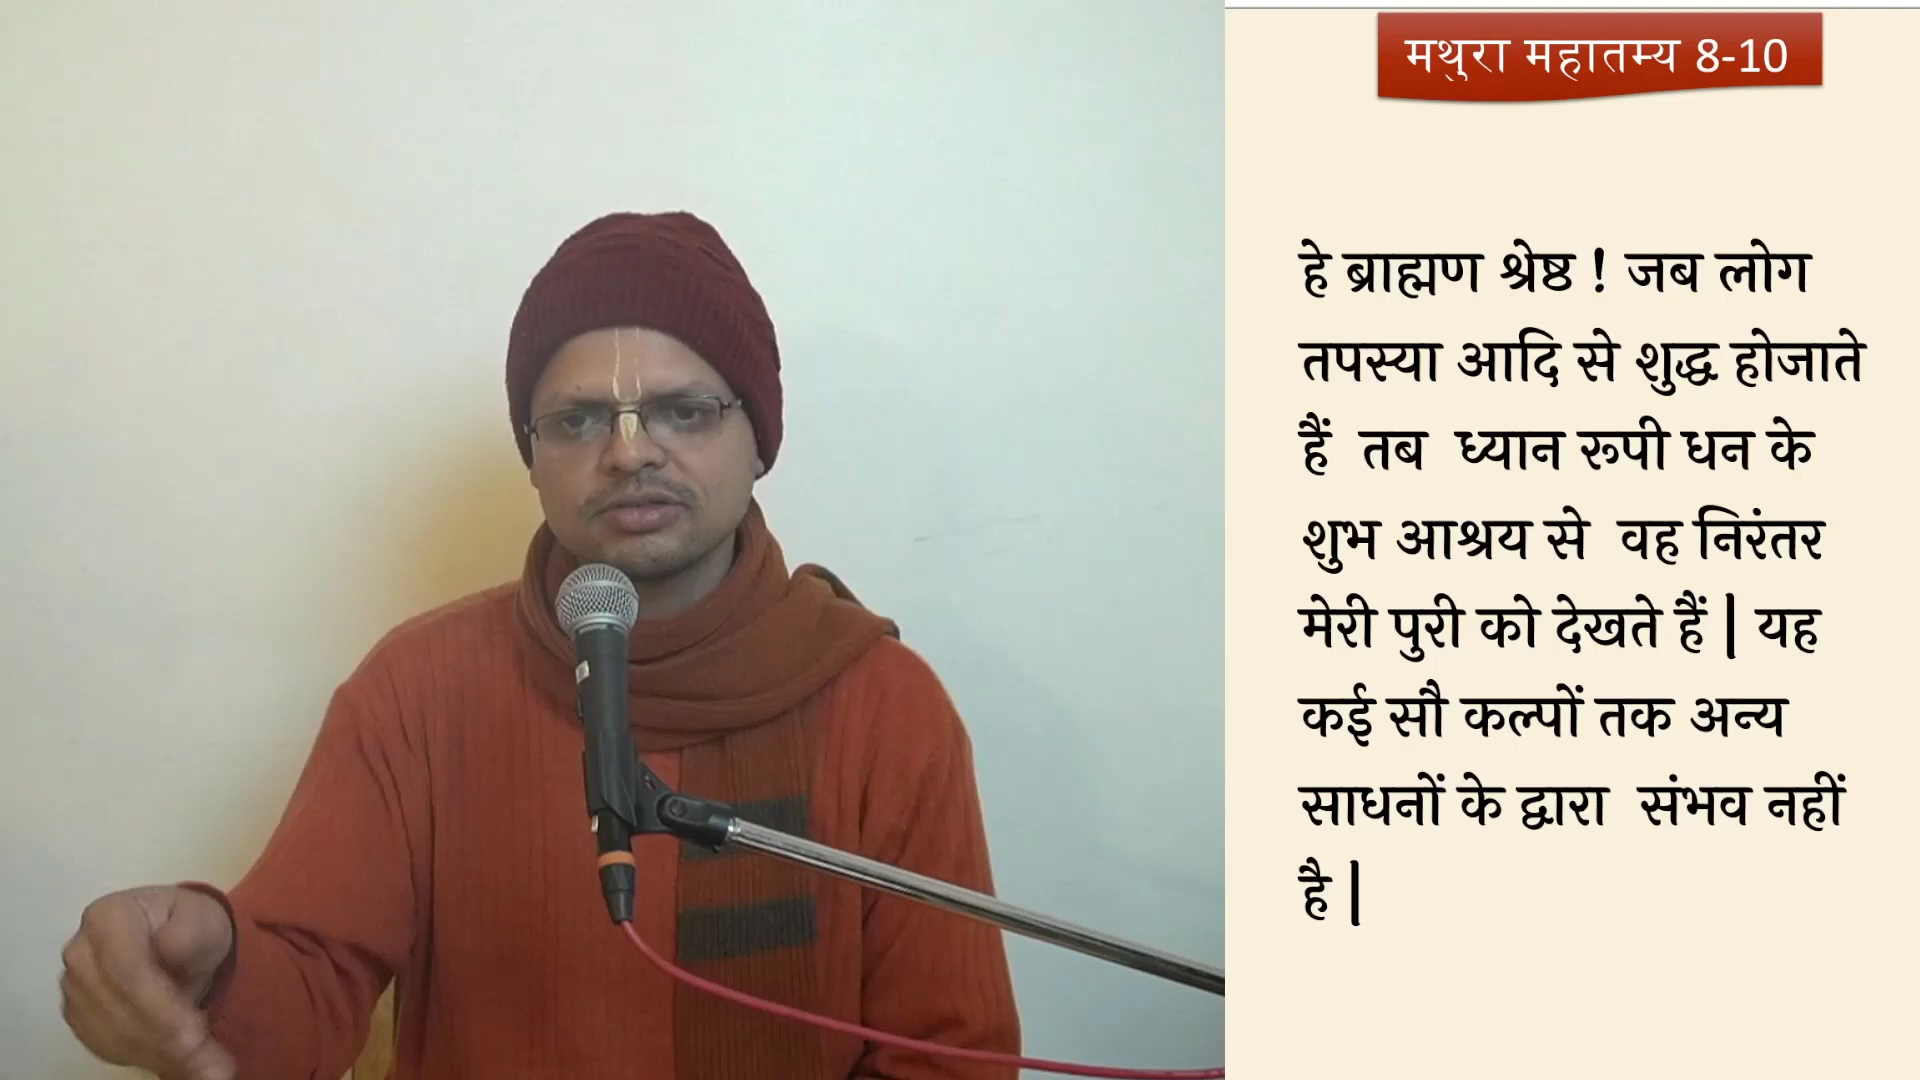 मथुरा महातम्य 8-10
हे ब्राह्मण श्रेष्ठ ! जब लोग
तपस्या आदि से शुद्ध होजाते
हैं तब ध्यान रूपी धन के
शुभ आश्रय से वह निरंतर
मेरी पुरी को देखते हैं | यह
कई सौ कल्पों तक अन्य
साधनों के द्वारा संभव नहीं
है |